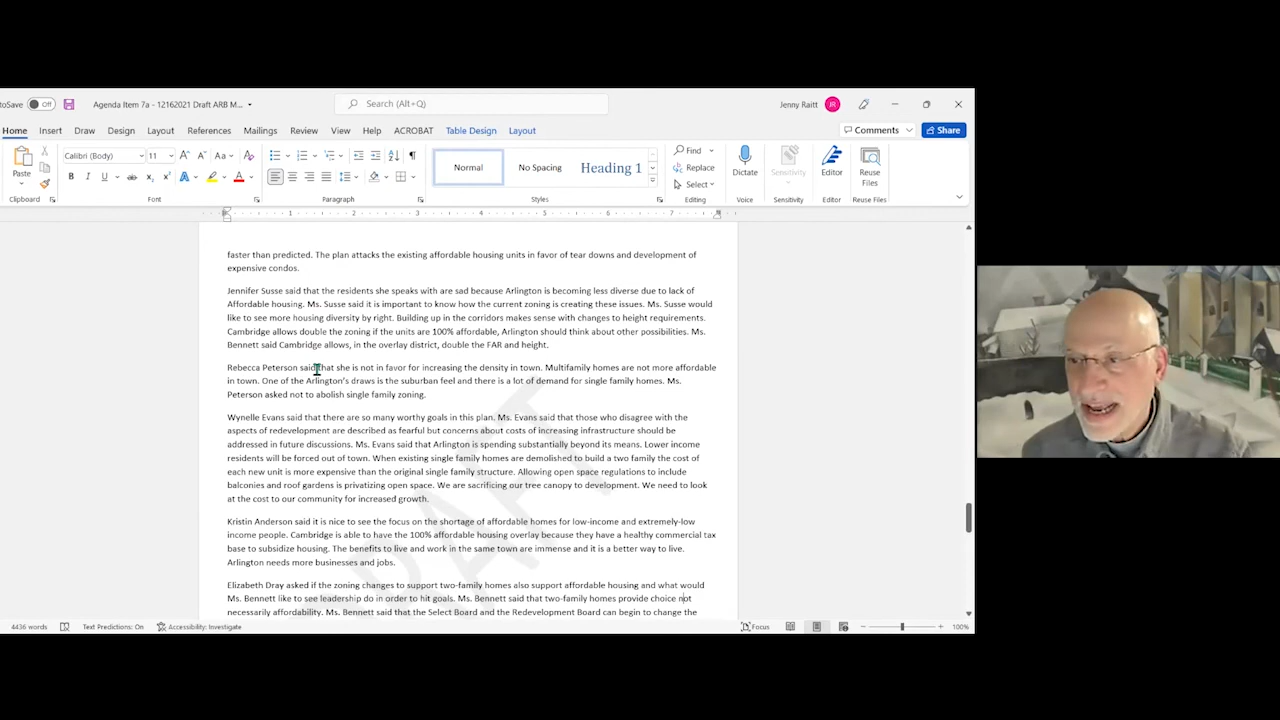 toSave Off Agenda Item 7a - 12162021 Draft ARB M... Search (Alt+Q) Jenny Raitt JR
Home Insert Draw Design Layout References Mailings Review View Help ACROBAT Table Design Layout Comments Share
Calibri (Body) 11 Normal No Spacing Heading 1 Find
Replace
Select
Paste Dictate Sensitivity Editor Reuse Files
Clipboard Font Paragraph Styles Editing Voice Sensitivity Editor Reuse Files
1 2 3 4 5 6 7
faster than predicted. The plan attacks the existing affordable housing units in favor of tear downs and development of
expensive condos.
Jennifer Susse said that the residents she speaks with are sad because Arlington is becoming less diverse due to lack of
Affordable housing. Ms. Susse said it is important to know how the current zoning is creating these issues. Ms. Susse would
like to see more housing diversity by right. Building up in the corridors makes sense with changes to height requirements.
Cambridge allows double the zoning if the units are 100% affordable, Arlington should think about other possibilities. Ms.
Bennett said Cambridge allows, in the overlay district, double the FAR and height.
Rebecca Peterson said that she is not in favor for increasing the density in town. Multifamily homes are not more affordable
in town. One of the Arlington's draws is the suburban feel and there is a lot of demand for single family homes. Ms.
Peterson asked not to abolish single family zoning.
Wynelle Evans said that there are so many worthy goals in this plan. Ms. Evans said that those who disagree with the
aspects of redevelopment are described as fearful but concerns about costs of increasing infrastructure should be
addressed in future discussions. Ms. Evans said that Arlington is spending substantially beyond its means. Lower income
residents will be forced out of town. When existing single family homes are demolished to build a two family the cost of
each new unit is more expensive than the original single family structure. Allowing open space regulations to include
balconies and roof gardens is privatizing open space. We are sacrificing our tree canopy to development. We need to look
at the cost to our community for increased growth.
Kristin Anderson said it is nice to see the focus on the shortage of affordable homes for low-income and extremely-low
income people. Cambridge is able to have the 100% affordable housing overlay because they have a healthy commercial tax
base to subsidize housing. The benefits to live and work in the same town are immense and it is a better way to live.
Arlington needs more businesses and jobs.
Elizabeth Dray asked if the zoning changes to support two-family homes also support affordable housing and what would
Ms. Bennett like to see leadership do in order to hit goals. Ms. Bennett said that two-family homes provide choice not
necessarily affordability. Ms. Bennett said that the Select Board and the Redevelopment Board can begin to change the
4436 words Text Predictions: On Accessibility: Investigate Focus 100%